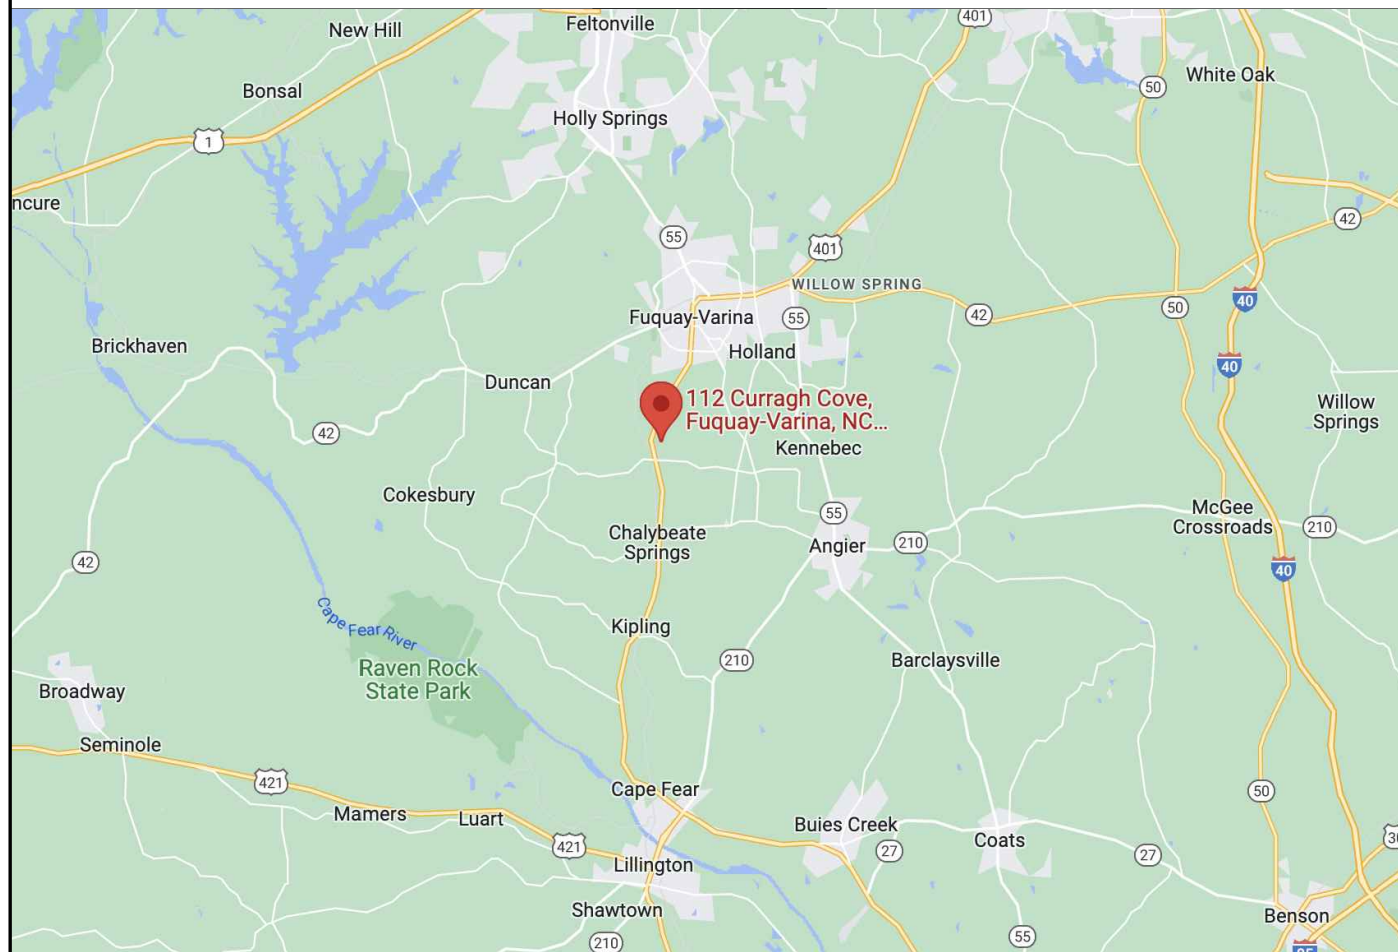 401
New Hill
Feltonville
White Oak
50
Bonsal
Holly Springs
1
ncure
42
55
401
WILLOW SPRING
40
50
42
Fuquay-Varina
55
Brickhaven
Holland
40
Duncan
112 Curragh Cove,
Fuquay-Varina, NC...
Willow
Springs
42
Kennebec
Cokesbury
55
McGee
Crossroads
210
Chalybeate
Springs
Angier
210
42
40
Cape Fear River
Kipling
Raven Rock
State Park
210
Barclaysville
Broadway
Seminole
421
Cape Fear
50
Mamers
Luart
Buies Creek
Coats
421
27
27
Lillington
Shawtown
Benson
210
55
95